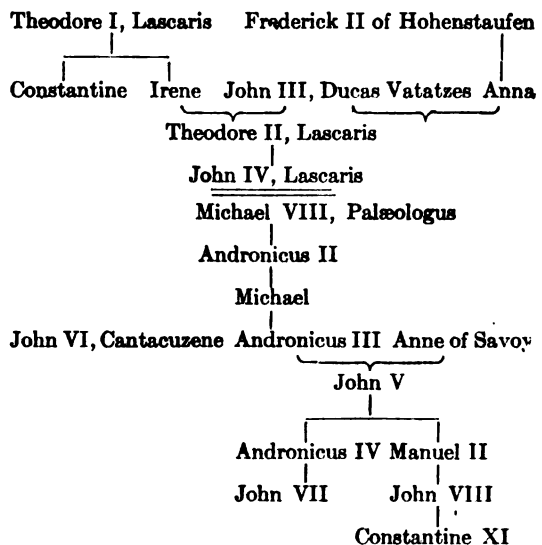 Theodore I, Lascaris Frederick II of Hohenstaufen
Constantine Irene John III, Ducas Vatatzes Anna
Theodore II, Lascaris
John IV, Lascaris
Michael VIII, Palæologus
Andronicus II
Michael
John VI, Cantacuzene Andronicus III Anne of Savoy
John V
Andronicus IV Manuel II
John VII John VIII
Constantine XI